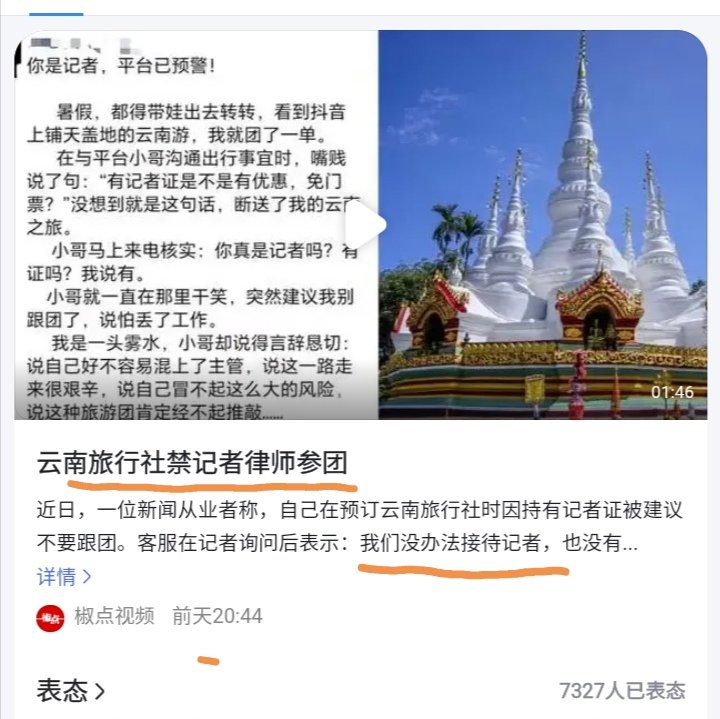 你是记者，平台已预警！
暑假，都得带娃出去转转，看到抖音
上铺天盖地的云南游，我就团了一单。
在与平台小哥沟通出行事宜时，嘴贱
说了句：“有记者证是不是有优惠，免门
票？”没想到就是这句话，断送了我的云南
之旅。
小哥马上来电核实：你真是记者吗？有
证吗？我说有。
小哥就一直在那里干笑，突然建议我别
跟团了，说怕丢了工作。
我是一头雾水，小哥却说得言辞恳切：
说自己好不容易混上了主管，说这一路走
来很艰辛，说自己冒不起这么大的风险，
说这种旅游团肯定经不起推敲……
01:46
云南旅行社禁记者律师参团
近日，一位新闻从业者称，自己在预订云南旅行社时因持有记者证被建议
不要跟团。客服在记者询问后表示：我们没办法接待记者，也没有...
详情
椒点
椒点视频 前天20:44
表态
7327人已表态